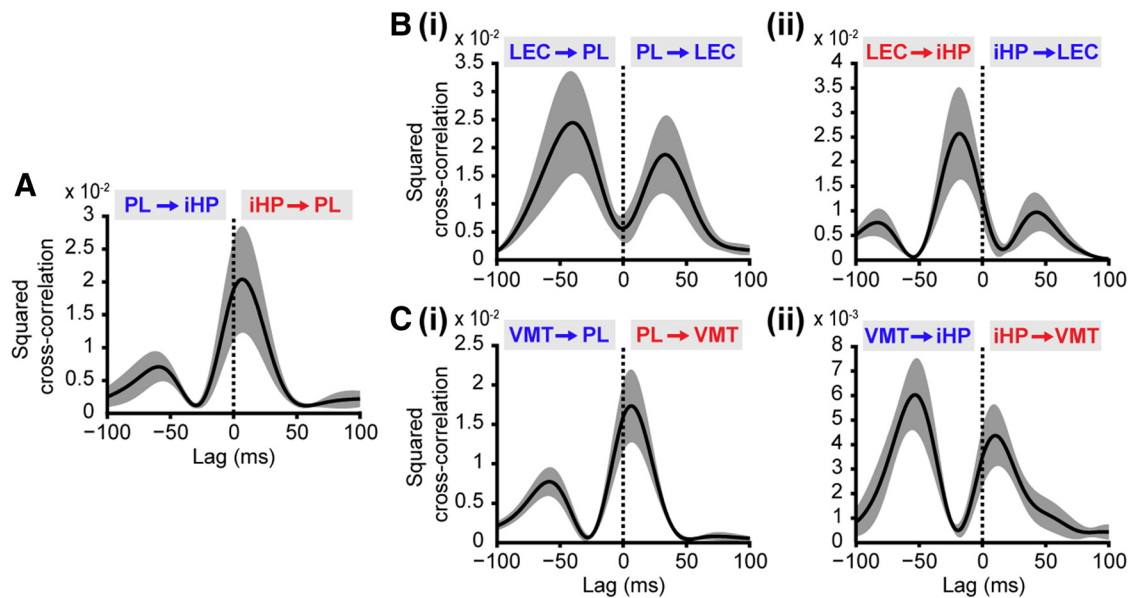 A
x 10⁻²
PL → iHP iHP → PL
3
2.5
2
1.5
1
0.5
0
−100 −50 0 50 100
Squared
cross-correlation
Lag (ms)
B (i)
x 10⁻²
LEC → PL PL → LEC
3.5
3
2.5
2
1.5
1
0.5
0
−100 −50 0 50 100
Squared
cross-correlation
(ii)
x 10⁻²
LEC → iHP iHP → LEC
4
3.5
3
2.5
2
1.5
1
0.5
0
−100 −50 0 50 100
C (i)
x 10⁻²
VMT → PL PL → VMT
2.5
2
1.5
1
0.5
0
−100 −50 0 50 100
Squared
cross-correlation
Lag (ms)
(ii)
x 10⁻³
VMT → iHP iHP → VMT
8
7
6
5
4
3
2
1
0
−100 −50 0 50 100
Lag (ms)